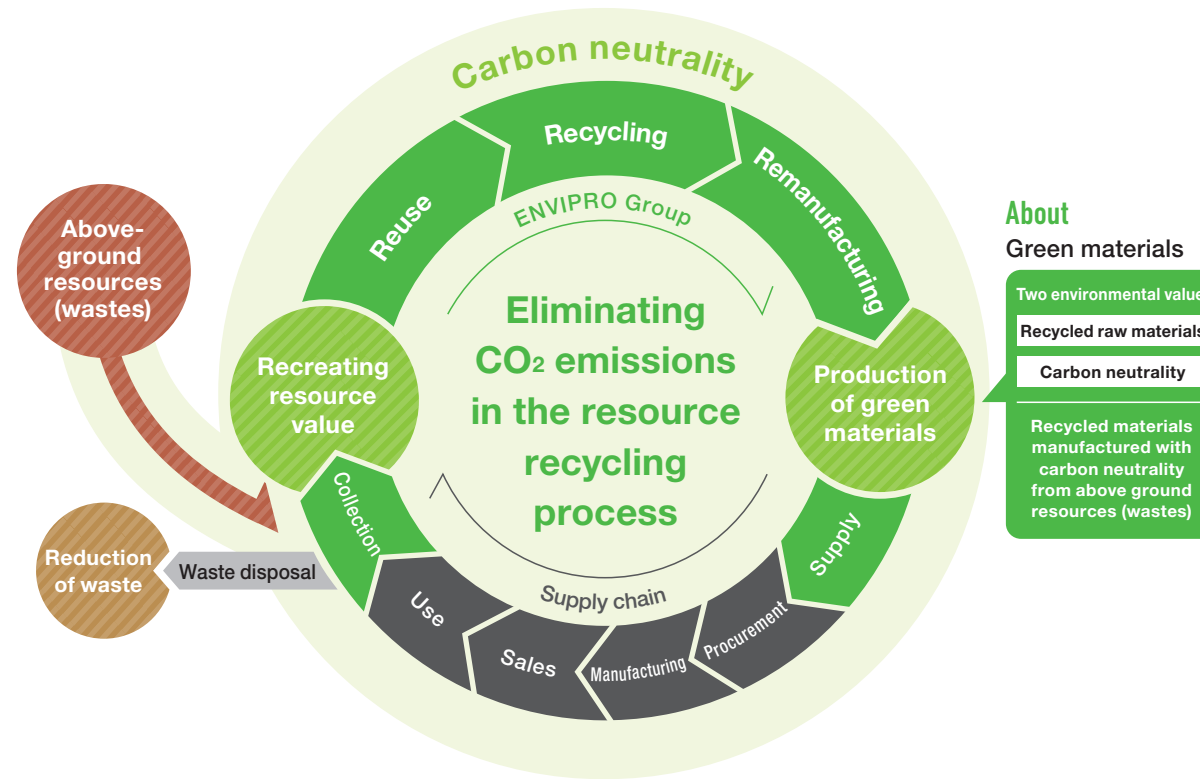 Carbon neutrality
Recycling
Reuse
Remanufacturing
ENVIPRO Group
Above-
ground
resources
(wastes)
Recreating
resource
value
Eliminating
CO2 emissions
in the resource
recycling
process
Production
of green
materials
About
Green materials
Two environmental value
Recycled raw materials
Carbon neutrality
Recycled materials
manufactured with
carbon neutrality
from above ground
resources (wastes)
Collection
Supply
Reduction
of waste
Waste disposal
Supply chain
Use
Sales
Manufacturing
Procurement